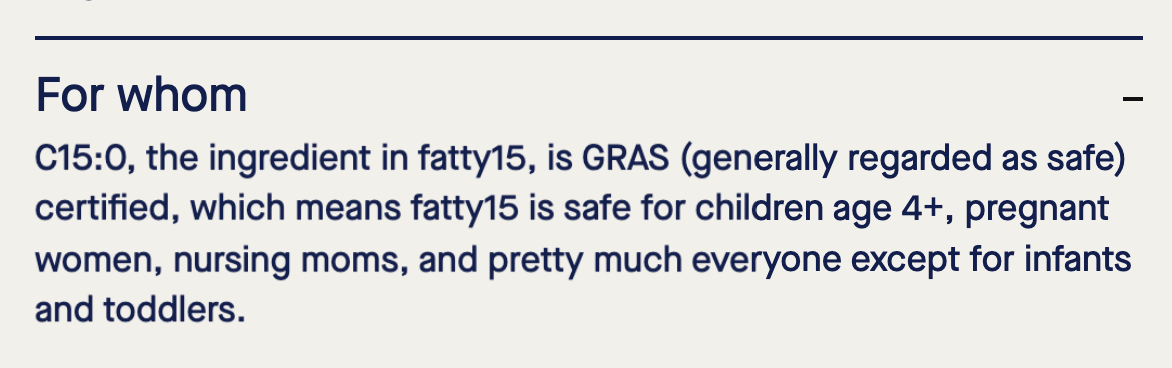 For whom
C15:0, the ingredient in fatty15, is GRAS (generally regarded as safe)
certified, which means fatty15 is safe for children age 4+, pregnant
women, nursing moms, and pretty much everyone except for infants
and toddlers.